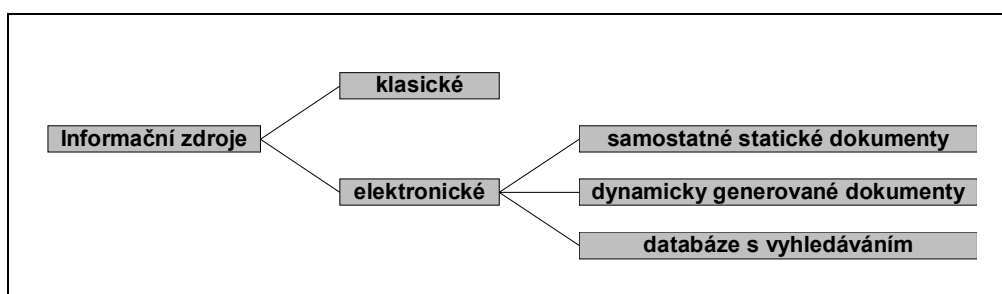 Informační zdroje
klasické
elektronické
samostatné statické dokumenty
dynamicky generované dokumenty
databáze s vyhledáváním